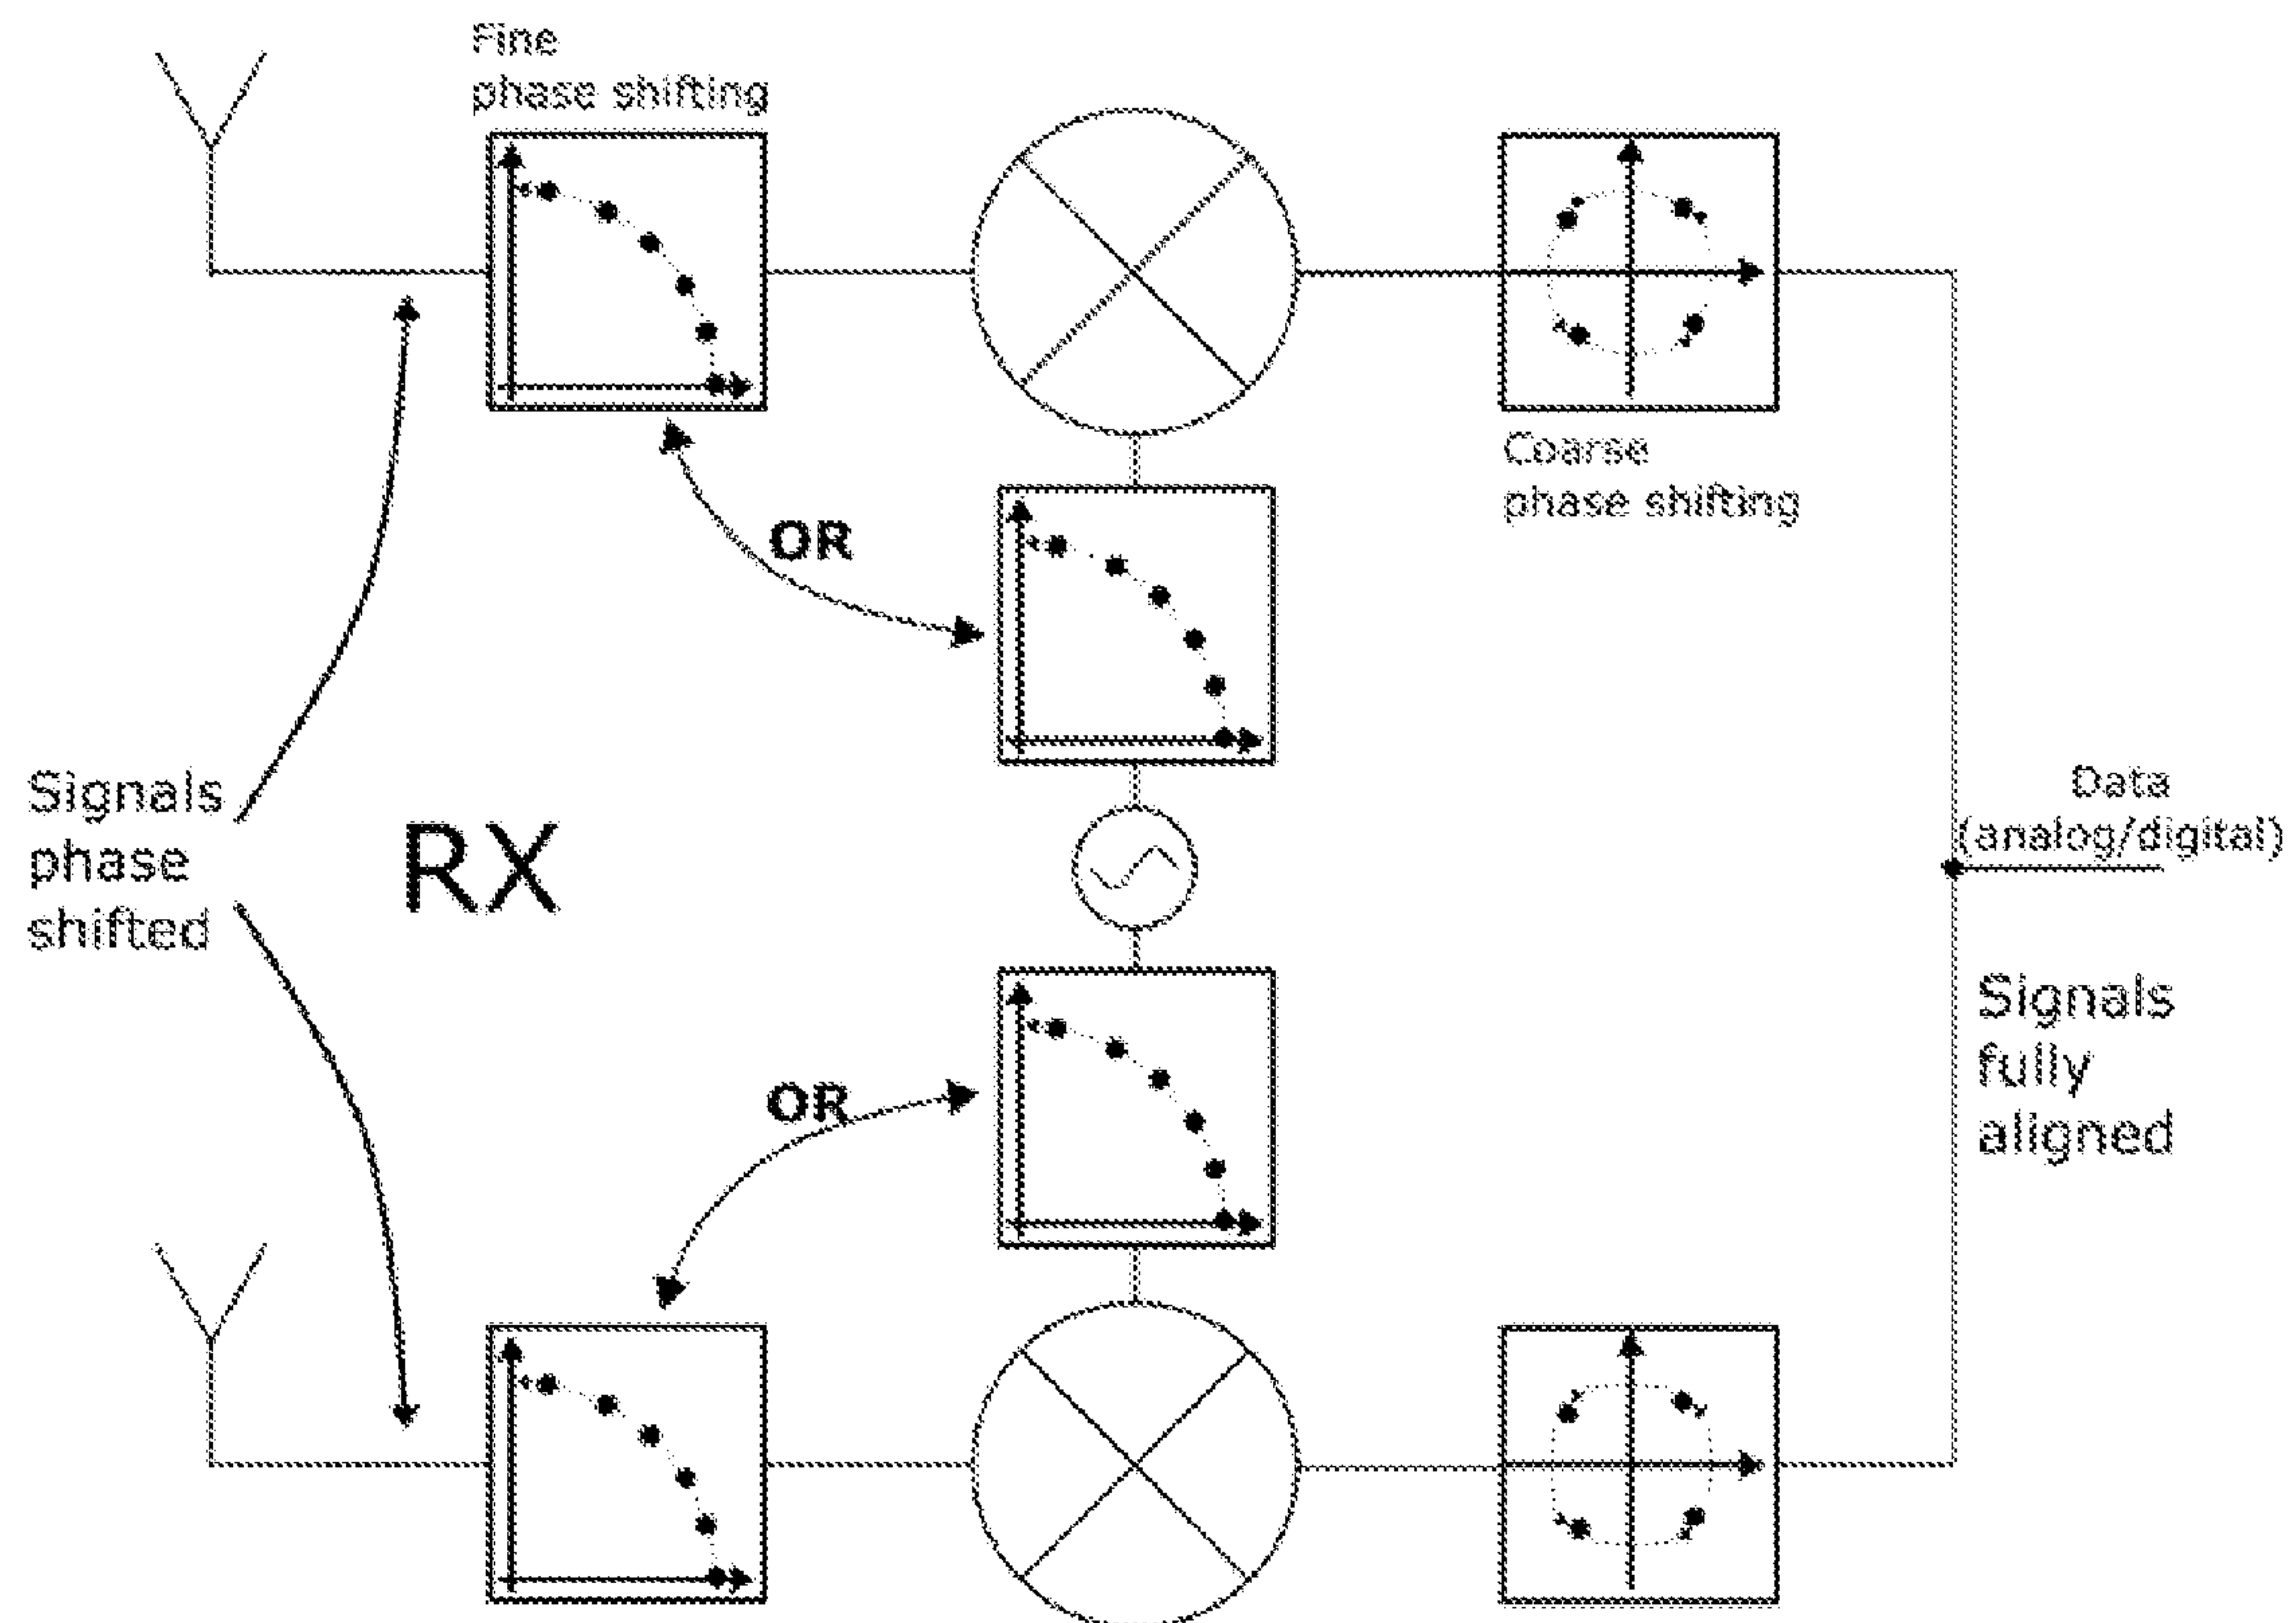 Fine
phase shifting
Coarse
phase shifting
OR
Signals
phase
shifted
RX
Data
(analog/digital)
OR
Signals
fully
aligned